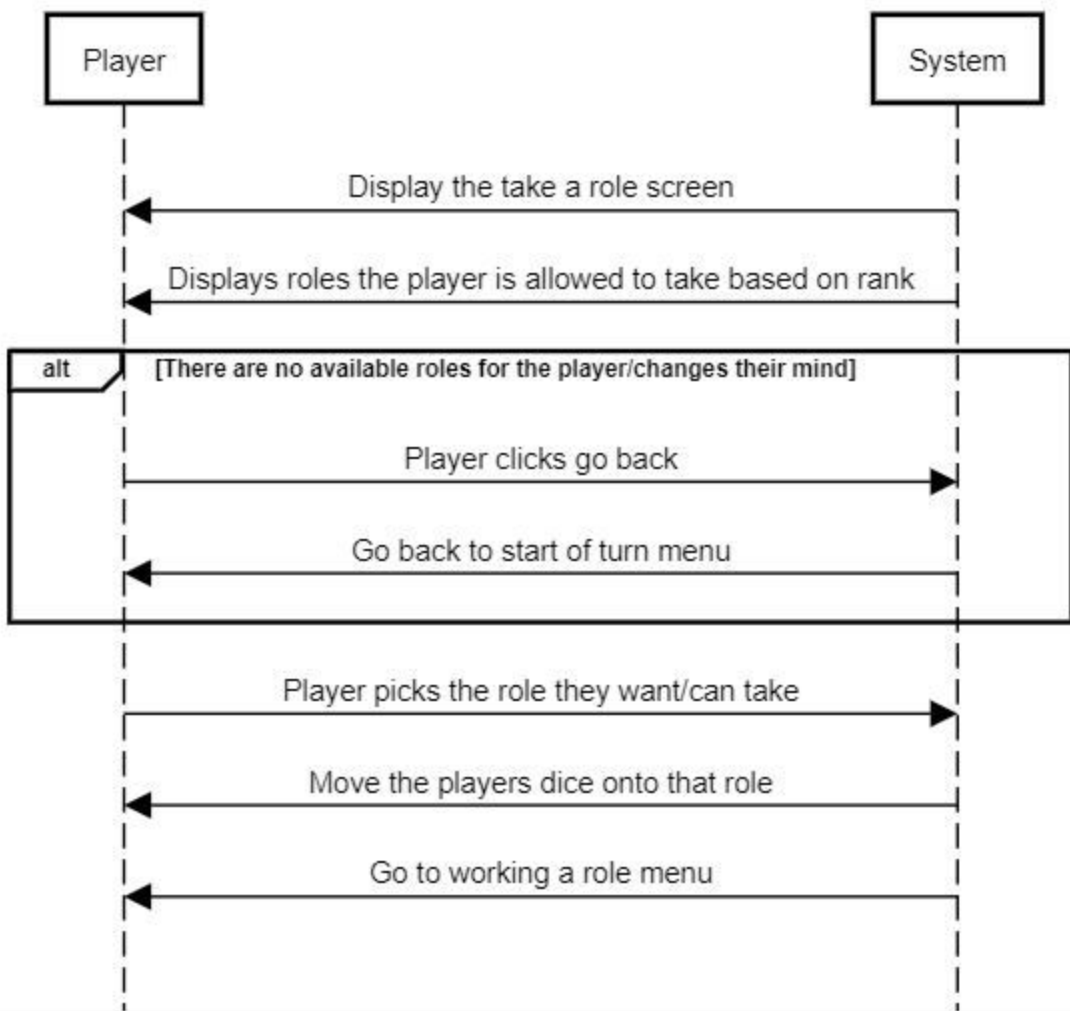 Player
System
Display the take a role screen
Displays roles the player is allowed to take based on rank
alt
[There are no available roles for the player/changes their mind]
Player clicks go back
Go back to start of turn menu
Player picks the role they want/can take
Move the players dice onto that role
Go to working a role menu